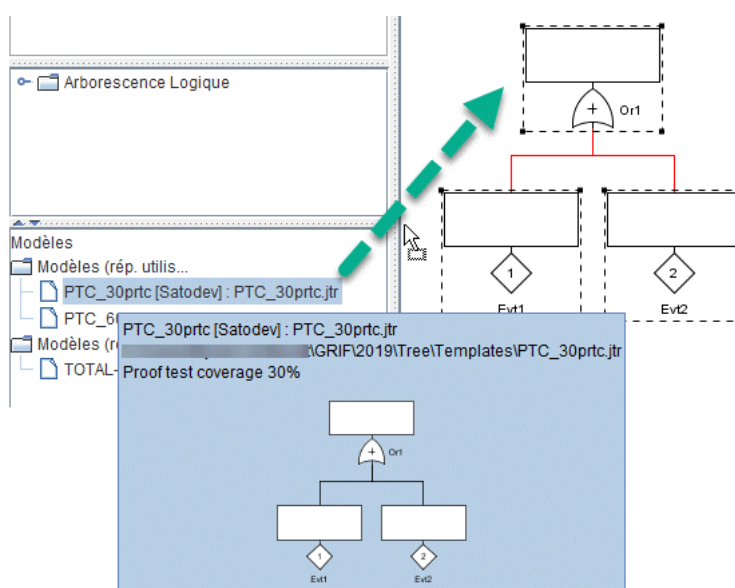 Arborescence Logique
+ Or1
1 2
Evt1 Evt2
Modèles
Modèles (rép. utilis...
PTC_30prtc [Satodev] : PTC_30prtc.jtr
PTC_6
Modèles (r
TOTAL-
PTC_30prtc [Satodev] : PTC_30prtc.jtr
\GRIF\2019\Tree\Templates\PTC_30prtc.jtr
Proof test coverage 30%
+ Or1
1 2
Evt1 Evt2